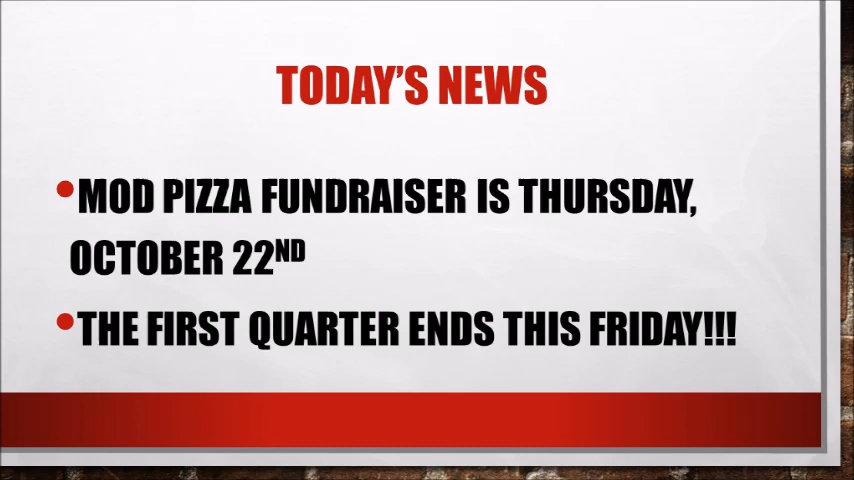 TODAY'S NEWS
•MOD PIZZA FUNDRAISER IS THURSDAY,
OCTOBER 22ND
•THE FIRST QUARTER ENDS THIS FRIDAY!!!